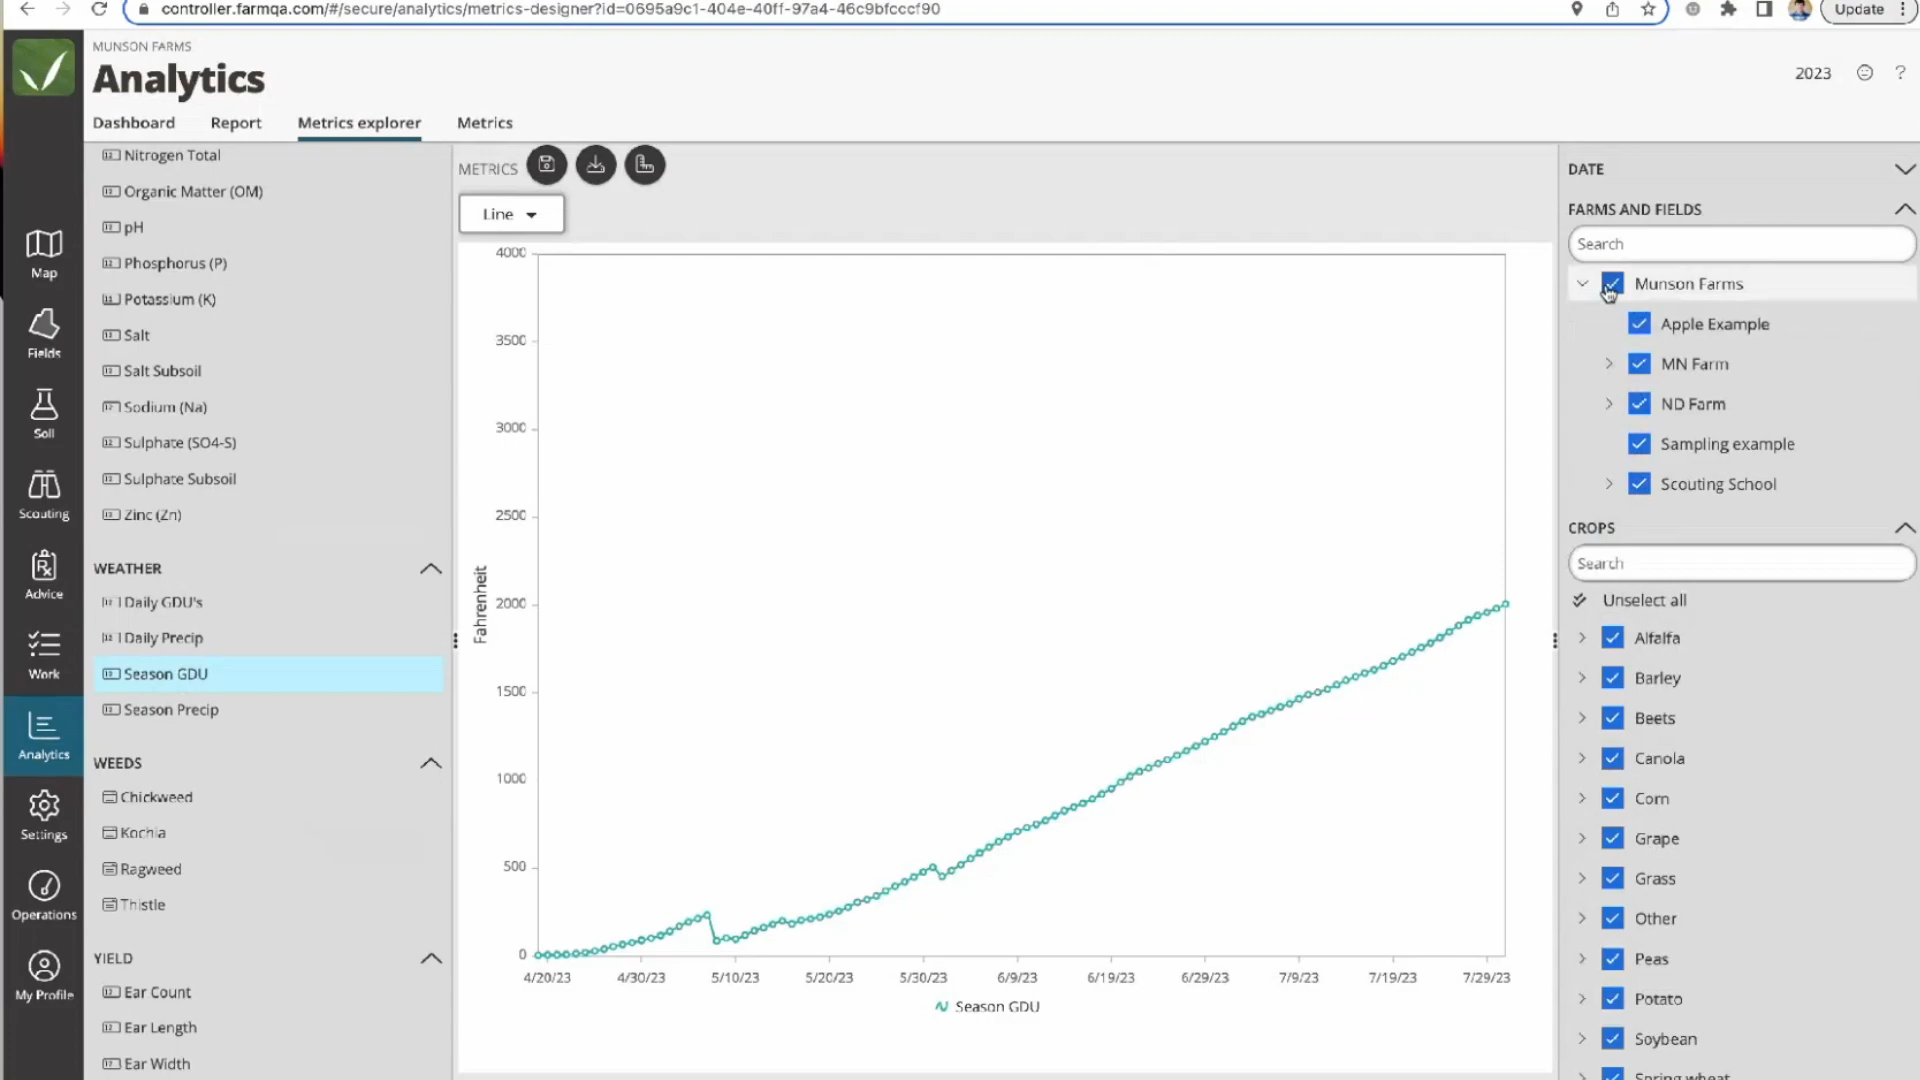 controller.farmqa.com/#/secure/analytics/metrics-designer?id=0695a9c1-404e-40ff-97a4-46c9bfcccf90
Update
MUNSON FARMS
Analytics
2023
?
Dashboard
Report
Metrics explorer
Metrics
Map
Fields
Soil
Scouting
Advice
Work
Analytics
Settings
Operations
My Profile
Nitrogen Total
Organic Matter (OM)
pH
Phosphorus (P)
Potassium (K)
Salt
Salt Subsoil
Sodium (Na)
Sulphate (SO4-S)
Sulphate Subsoil
Zinc (Zn)
WEATHER
Daily GDU's
Daily Precip
Season GDU
Season Precip
WEEDS
Chickweed
Kochia
Ragweed
Thistle
YIELD
Ear Count
Ear Length
Ear Width
METRICS
Line
Fahrenheit
4000
3500
3000
2500
2000
1500
1000
500
0
4/20/23
4/30/23
5/10/23
5/20/23
5/30/23
6/9/23
6/19/23
6/29/23
7/9/23
7/19/23
7/29/23
Season GDU
DATE
FARMS AND FIELDS
Search
Munson Farms
Apple Example
MN Farm
ND Farm
Sampling example
Scouting School
CROPS
Search
Unselect all
Alfalfa
Barley
Beets
Canola
Corn
Grape
Grass
Other
Peas
Potato
Soybean
Spring wheat